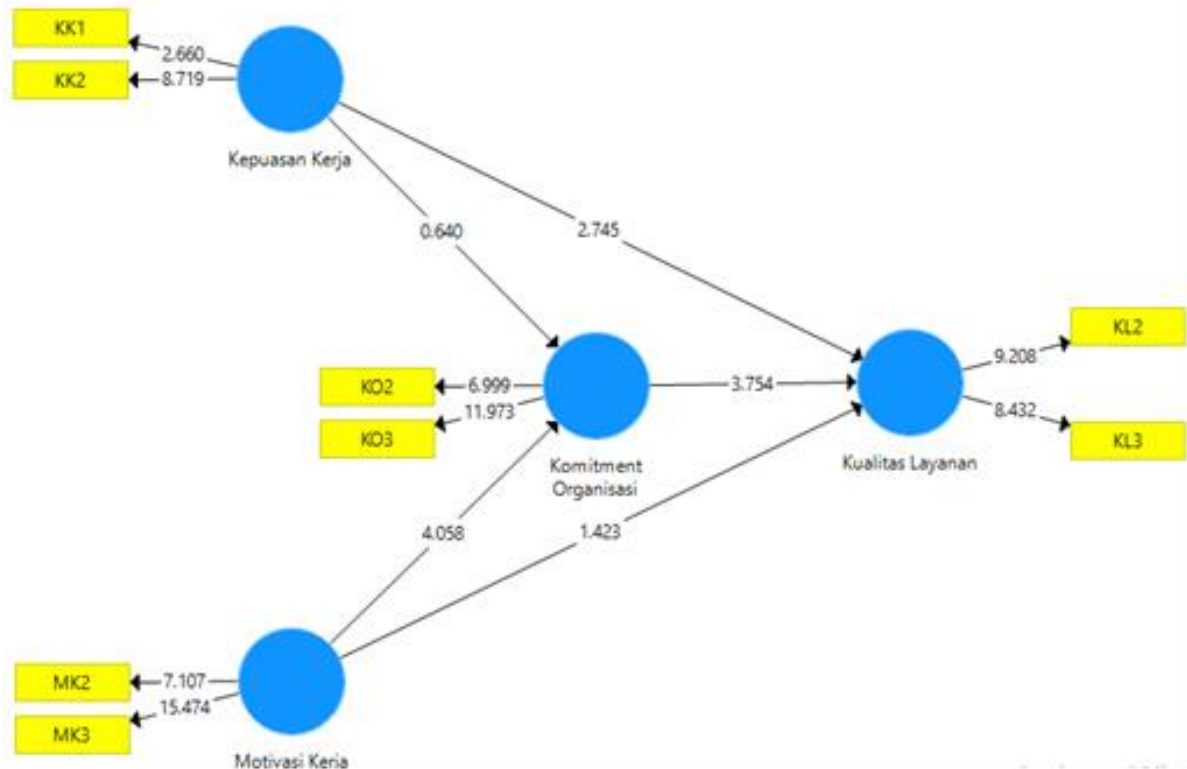 KK1
2.660
KK2
8.719
Kepuasan Kerja
0.640
2.745
KL2
9.208
KO2
6.999
3.754
11.973
KO3
8.432
KL3
Komitment
Organisasi
Kualitas Layanan
4.058
1.423
MK2
7.107
15.474
MK3
Motivasi Kerja